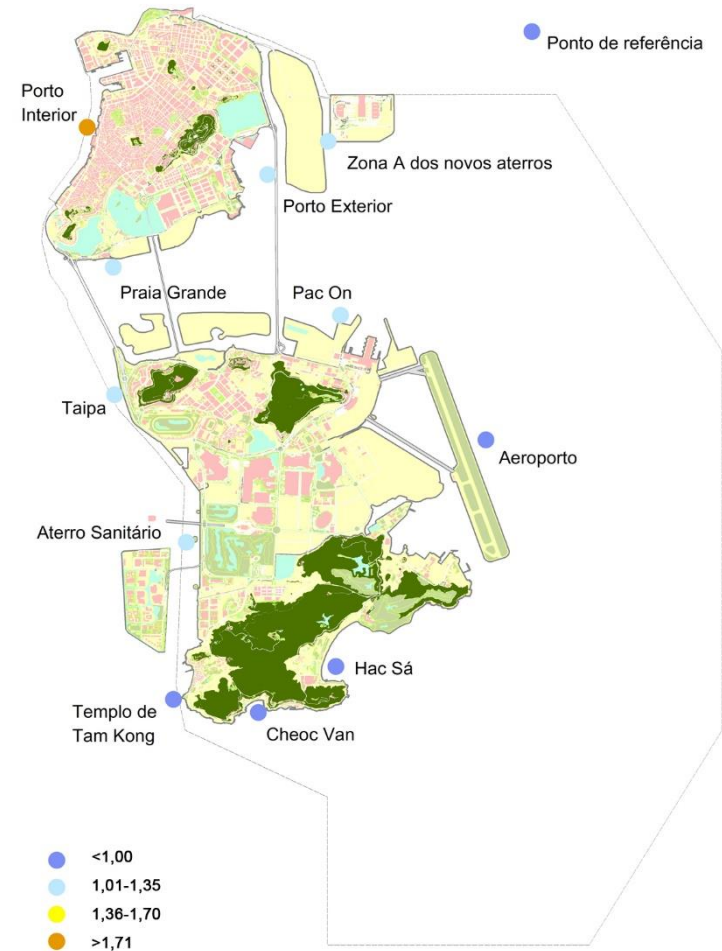 Ponto de referência
Porto
Interior
Zona A dos novos aterros
Porto Exterior
Praia Grande
Pac On
Taipa
Aeroporto
Aterro Sanitário
Hac Sá
Templo de
Tam Kong
Cheoc Van
<1,00
1,01-1,35
1,36-1,70
>1,71